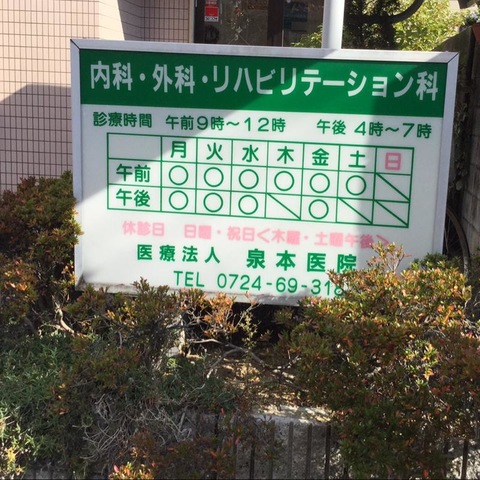 内科・外科・リハビリテーション科
診療時間 午前9時〜12時 午後4時〜7時
月 火 水 木 金 土 日
午前 ○ ○ ○ ○ ○ ○ ＼
午後 ○ ○ ○ ＼ ○ ＼ ＼
休診日 日曜・祝日<木曜・土曜午後>
医療法人 泉本医院
TEL 0724-69-318